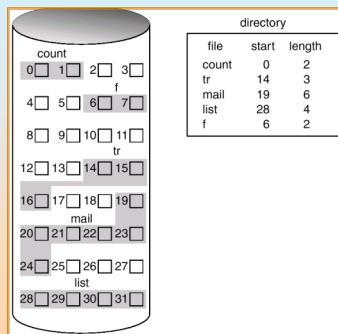 directory
file start length
count 0 2
tr 14 3
mail 19 6
list 28 4
f 6 2
count
0 1 2 3
f
4 5 6 7
8 9 10 11
tr
12 13 14 15
16 17 18 19
mail
20 21 22 23
24 25 26 27
list
28 29 30 31